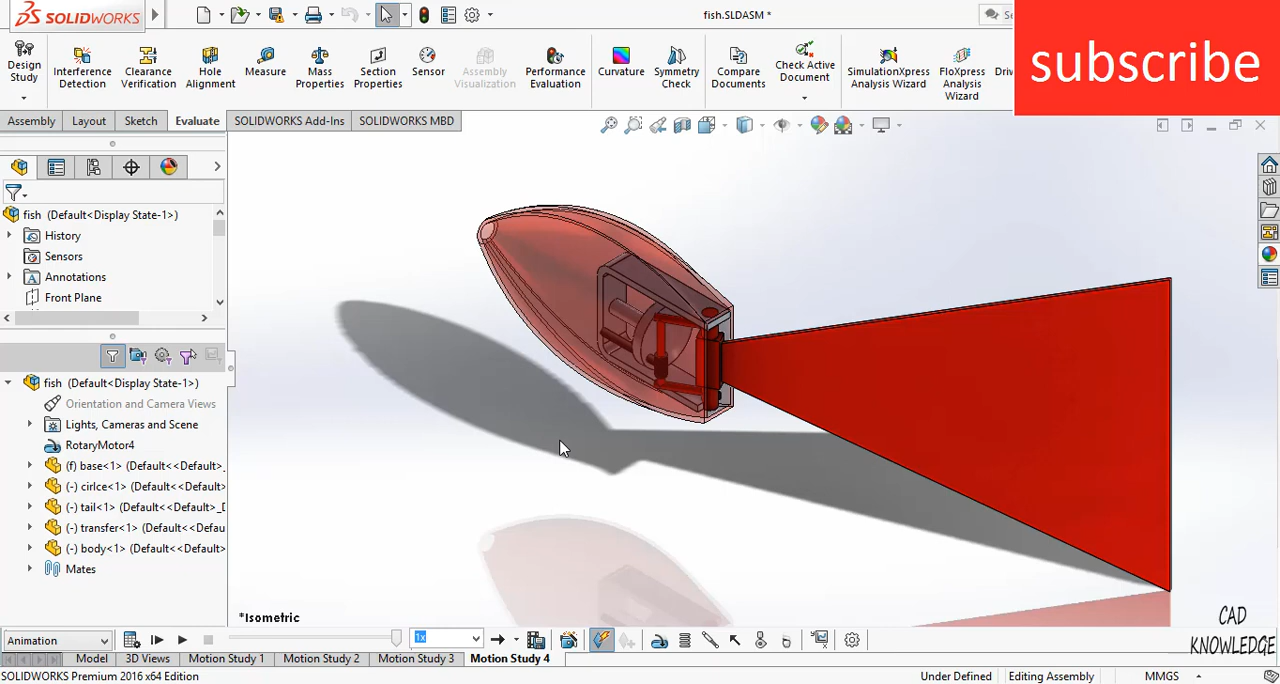 SOLIDWORKS
fish.SLDASM *
subscribe
Design Study
Interference Detection
Clearance Verification
Hole Alignment
Measure
Mass Properties
Section Properties
Sensor
Assembly Visualization
Performance Evaluation
Curvature
Symmetry Check
Compare Documents
Check Active Document
SimulationXpress Analysis Wizard
FloXpress Analysis Wizard
Assembly
Layout
Sketch
Evaluate
SOLIDWORKS Add-Ins
SOLIDWORKS MBD
fish (Default<Display State-1>)
History
Sensors
Annotations
Front Plane
fish (Default<Display State-1>)
Orientation and Camera Views
Lights, Cameras and Scene
RotaryMotor4
(f) base<1> (Default<<Default>_
(-) cirlce<1> (Default<<Default>
(-) tail<1> (Default<<Default>_D
(-) transfer<1> (Default<<Defau
(-) body<1> (Default<<Default>
Mates
*Isometric
CAD
KNOWLEDGE
Animation
1x
Model
3D Views
Motion Study 1
Motion Study 2
Motion Study 3
Motion Study 4
SOLIDWORKS Premium 2016 x64 Edition
Under Defined
Editing Assembly
MMGS